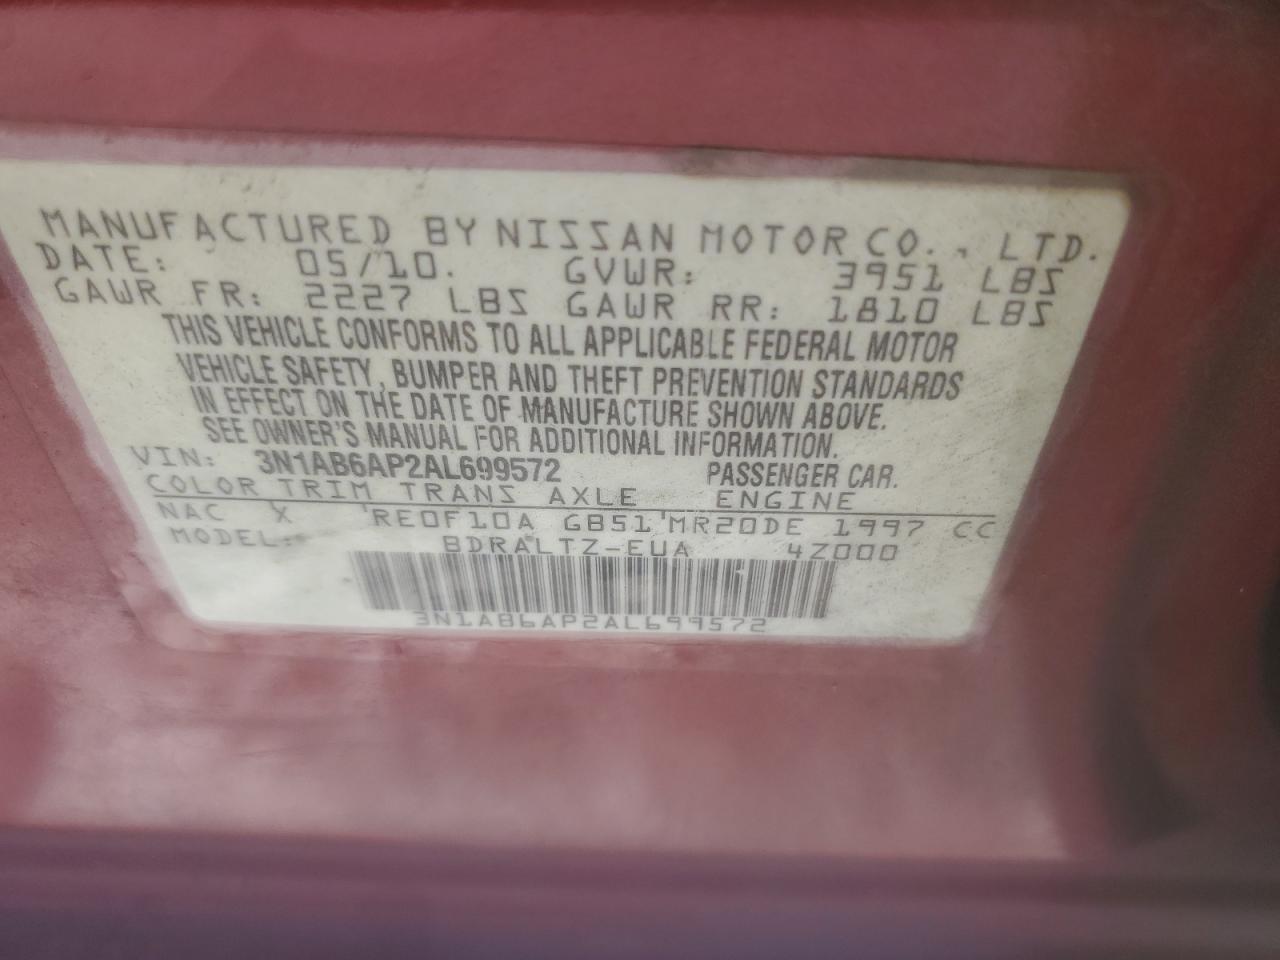 MANUFACTURED BY NISSAN MOTOR CO., LTD.
DATE: 05/10. GVWR: 3951 LBS
GAWR FR: 2227 LBS GAWR RR: 1810 LBS
THIS VEHICLE CONFORMS TO ALL APPLICABLE FEDERAL MOTOR
VEHICLE SAFETY, BUMPER AND THEFT PREVENTION STANDARDS
IN EFFECT ON THE DATE OF MANUFACTURE SHOWN ABOVE.
SEE OWNER'S MANUAL FOR ADDITIONAL INFORMATION.
VIN: 3N1AB6AP2AL699572 PASSENGER CAR.
COLOR TRIM TRANS AXLE ENGINE
NAC X RE0F10A GB51 MR20DE 1997 CC
MODEL: BDRALTZ-EUA 4Z000
3N1AB6AP2AL699572